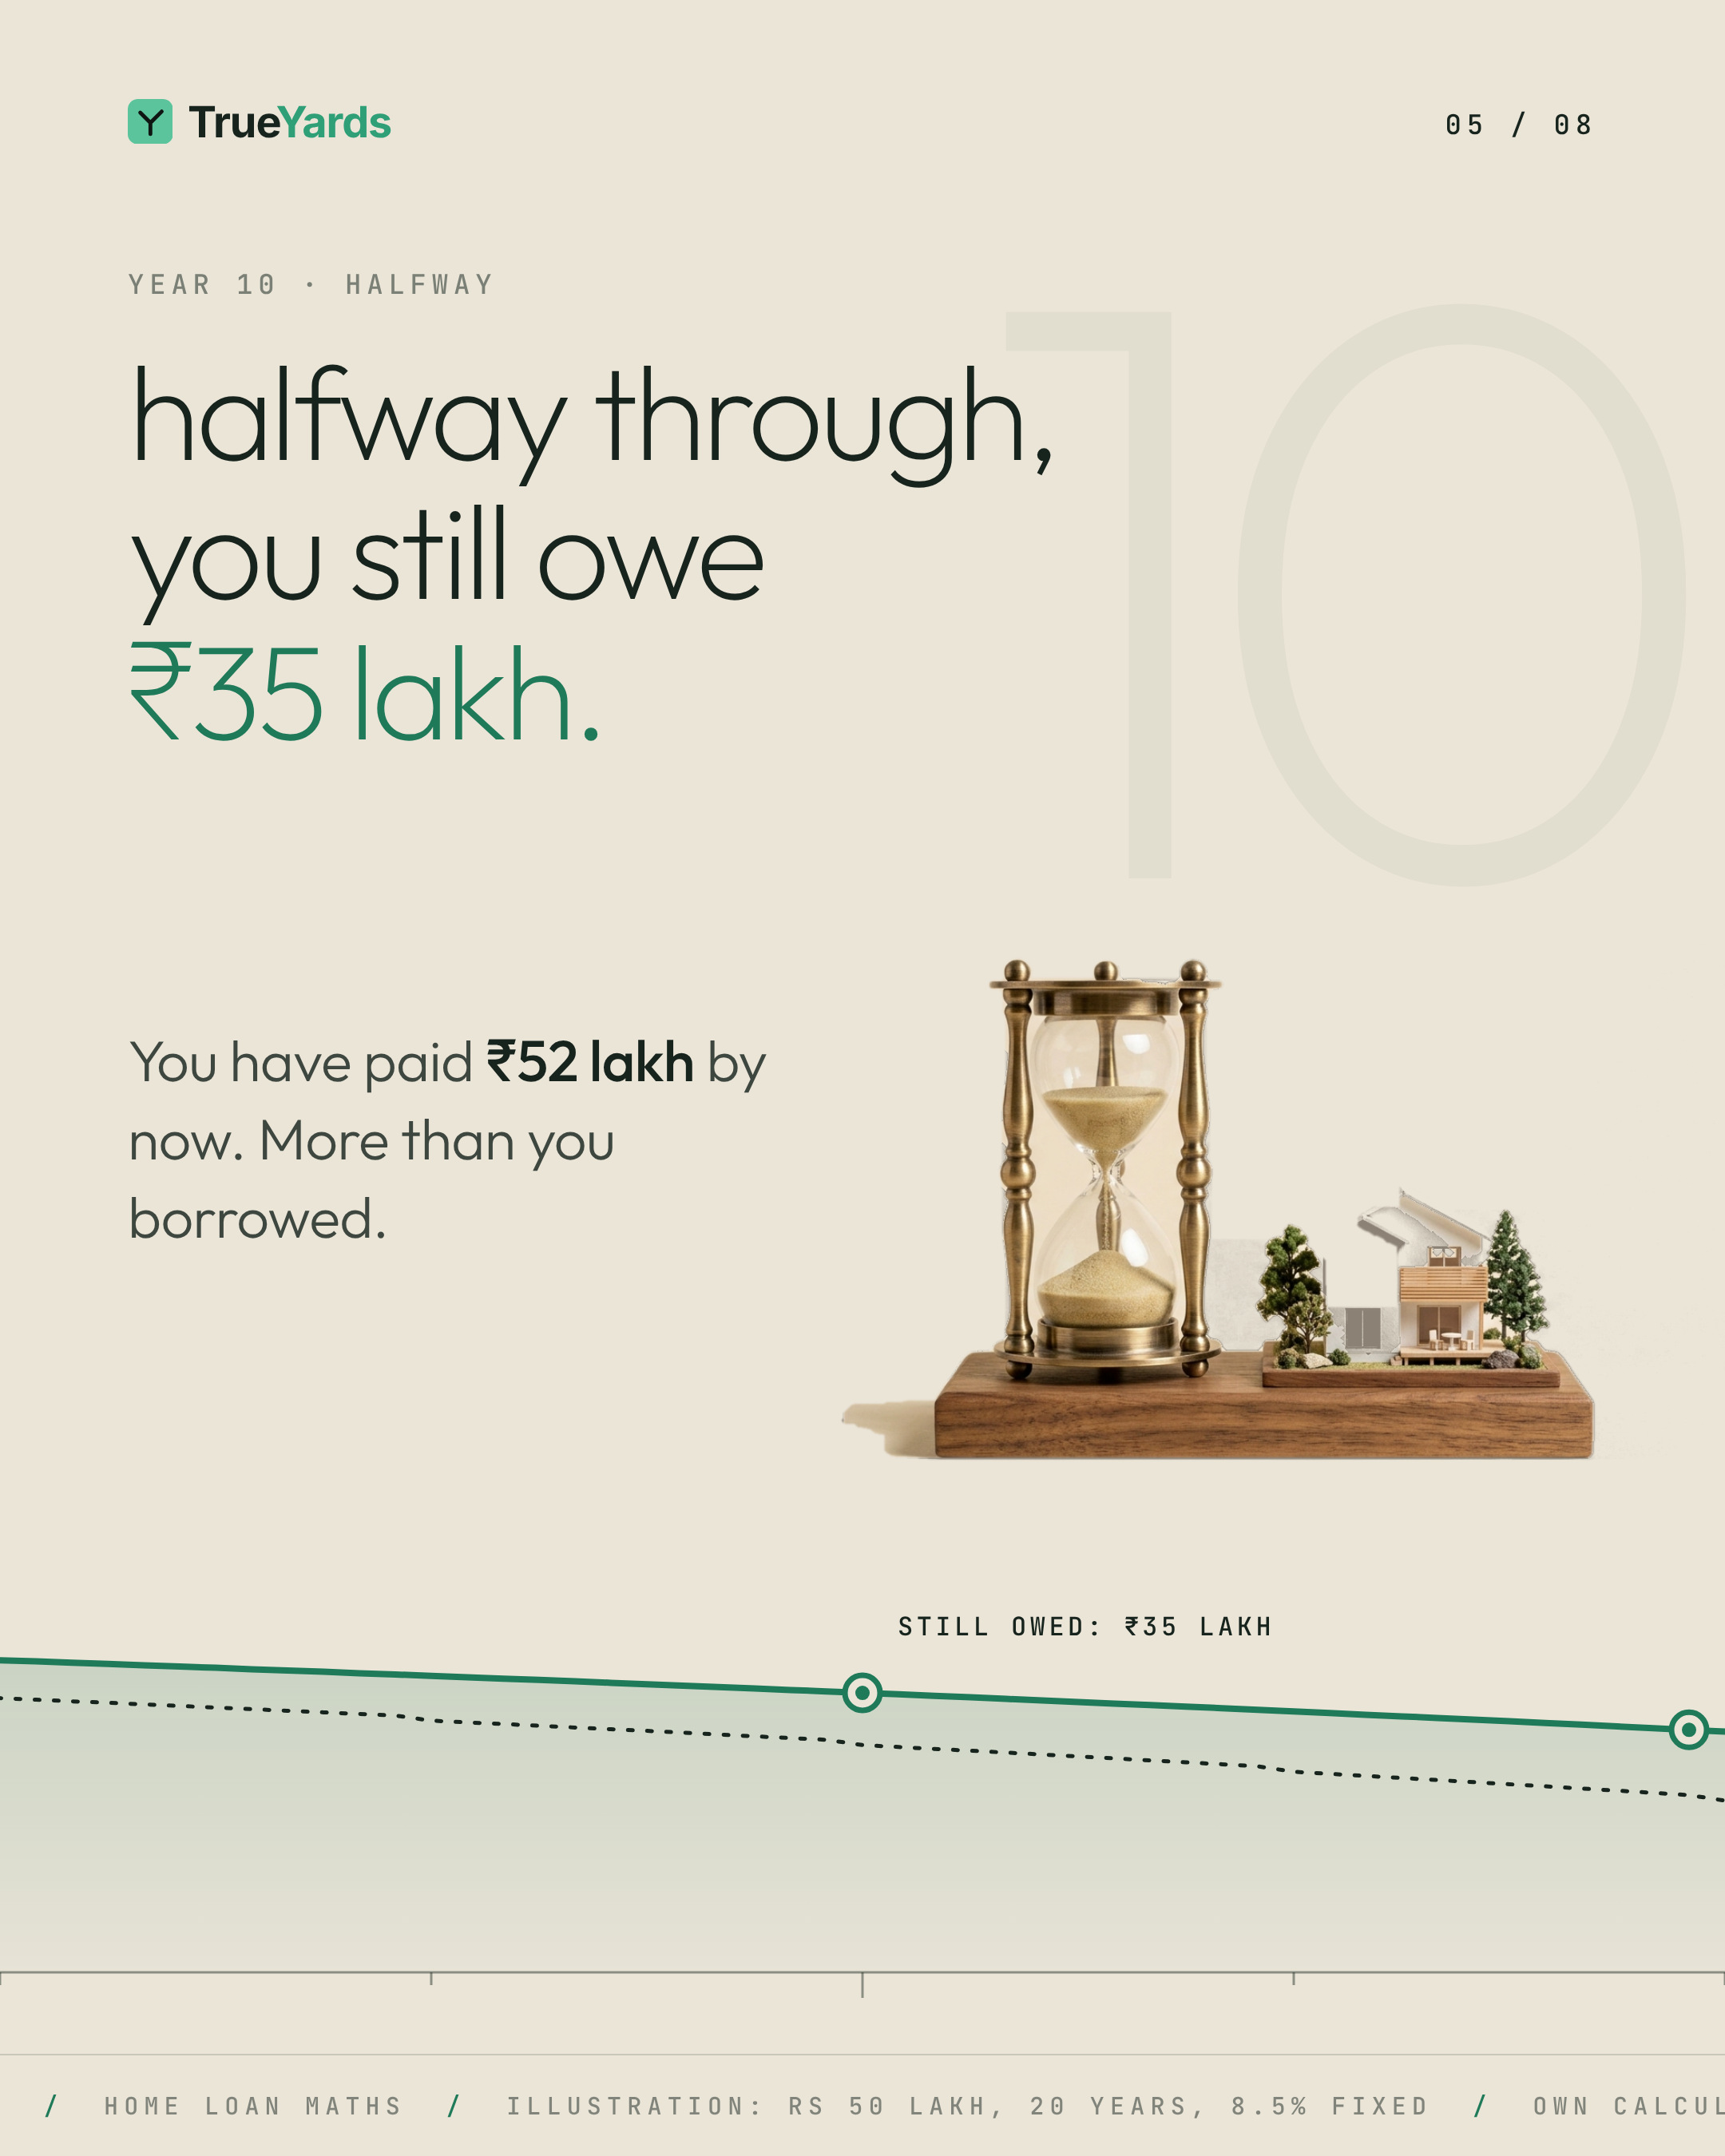 TrueYards
05 / 08
YEAR 10 · HALFWAY
10
halfway through,
you still owe
₹35 lakh.
You have paid ₹52 lakh by
now. More than you
borrowed.
STILL OWED: ₹35 LAKH
/ HOME LOAN MATHS / ILLUSTRATION: RS 50 LAKH, 20 YEARS, 8.5% FIXED / OWN CALCUL